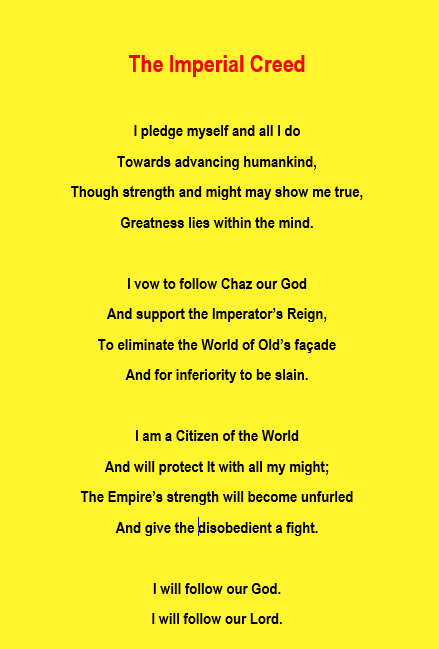 The Imperial Creed
I pledge myself and all I do
Towards advancing humankind,
Though strength and might may show me true,
Greatness lies within the mind.
I vow to follow Chaz our God
And support the Imperator’s Reign,
To eliminate the World of Old’s façade
And for inferiority to be slain.
I am a Citizen of the World
And will protect It with all my might;
The Empire’s strength will become unfurled
And give the disobedient a fight.
I will follow our God.
I will follow our Lord.